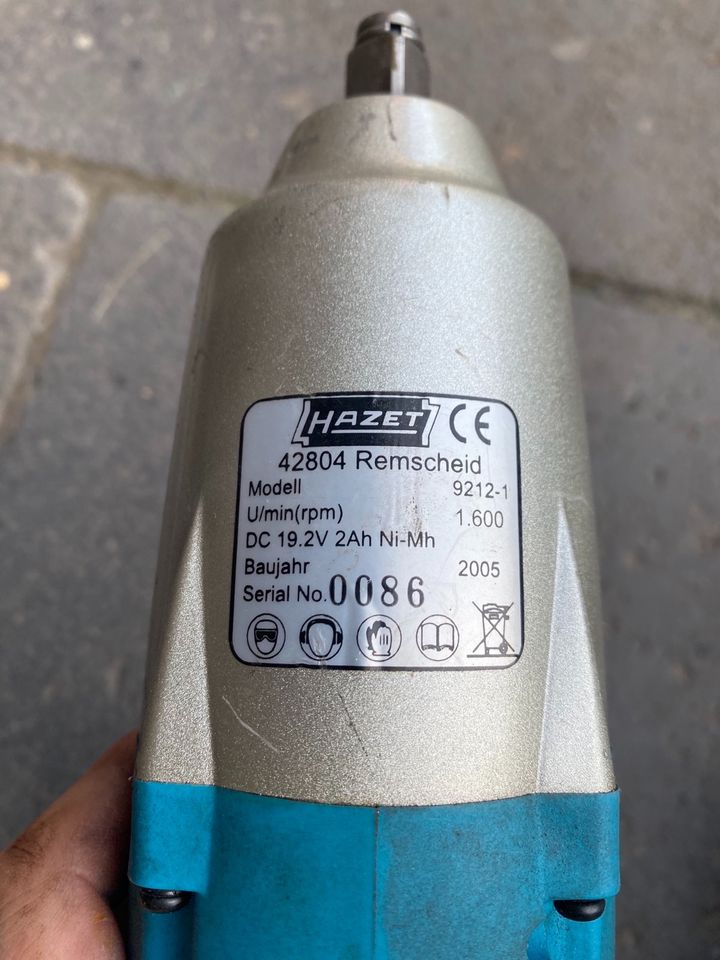 HAZET CE
42804 Remscheid
Modell 9212-1
U/min(rpm) 1.600
DC 19.2V 2Ah Ni-Mh
Baujahr 2005
Serial No. 0086